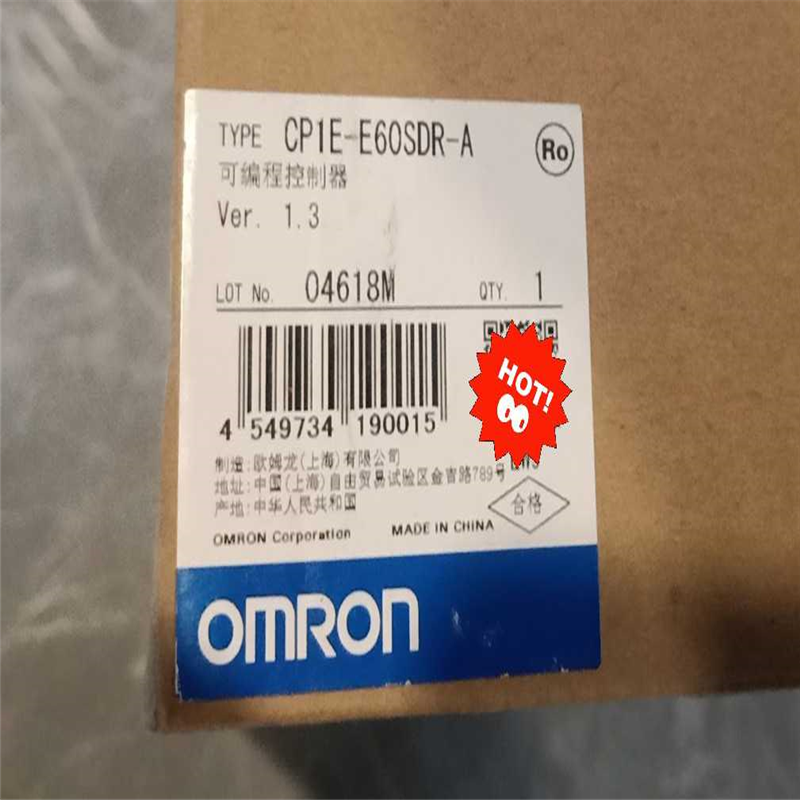 TYPE CP1E-E60SDR-A
Ro
可编程控制器
Ver. 1.3
LOT No. 04618M QTY. 1
HOT!
4 549734 190015
制造:欧姆龙(上海)有限公司
地址:中国(上海)自由贸易试验区金吉路789号
产地:中华人民共和国
合格
OMRON Corporation MADE IN CHINA
OMRON